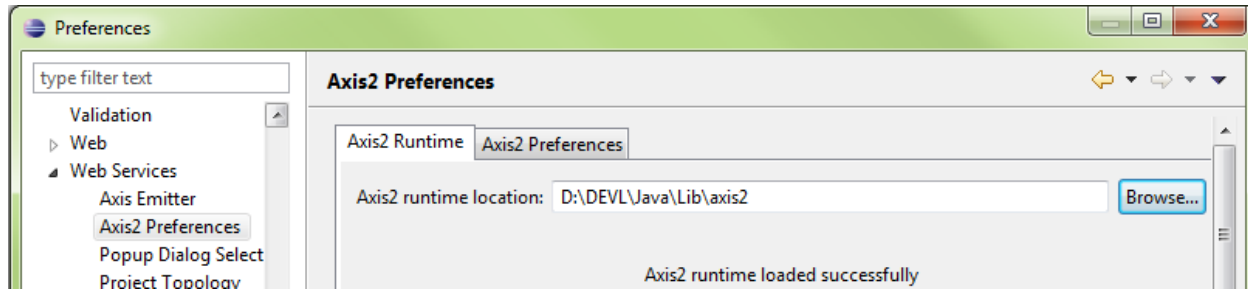 Preferences
type filter text
Validation
Web
Web Services
Axis Emitter
Axis2 Preferences
Popup Dialog Select
Project Topology
Axis2 Preferences
Axis2 Runtime
Axis2 Preferences
Axis2 runtime location: D:\DEVL\Java\Lib\axis2 Browse...
Axis2 runtime loaded successfully